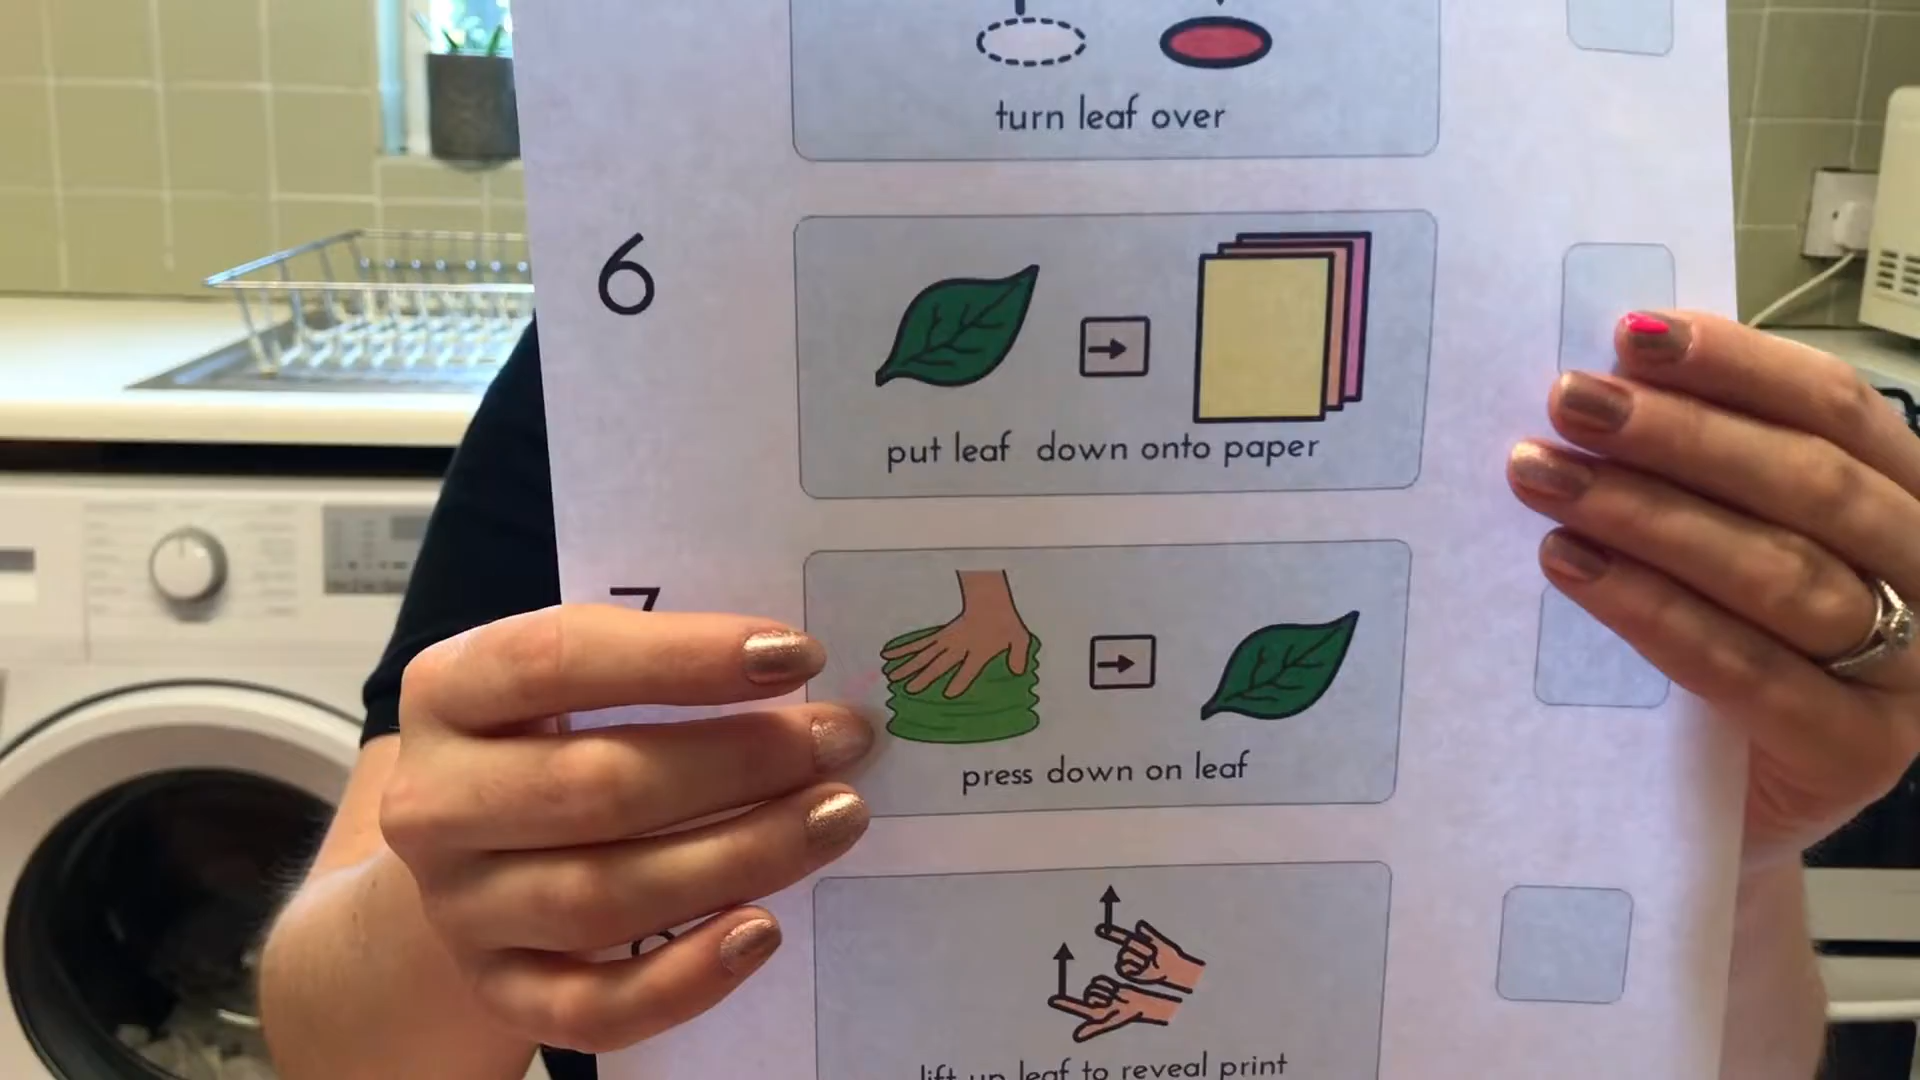 turn leaf over
6
put leaf down onto paper
7
press down on leaf
lift up leaf to reveal print